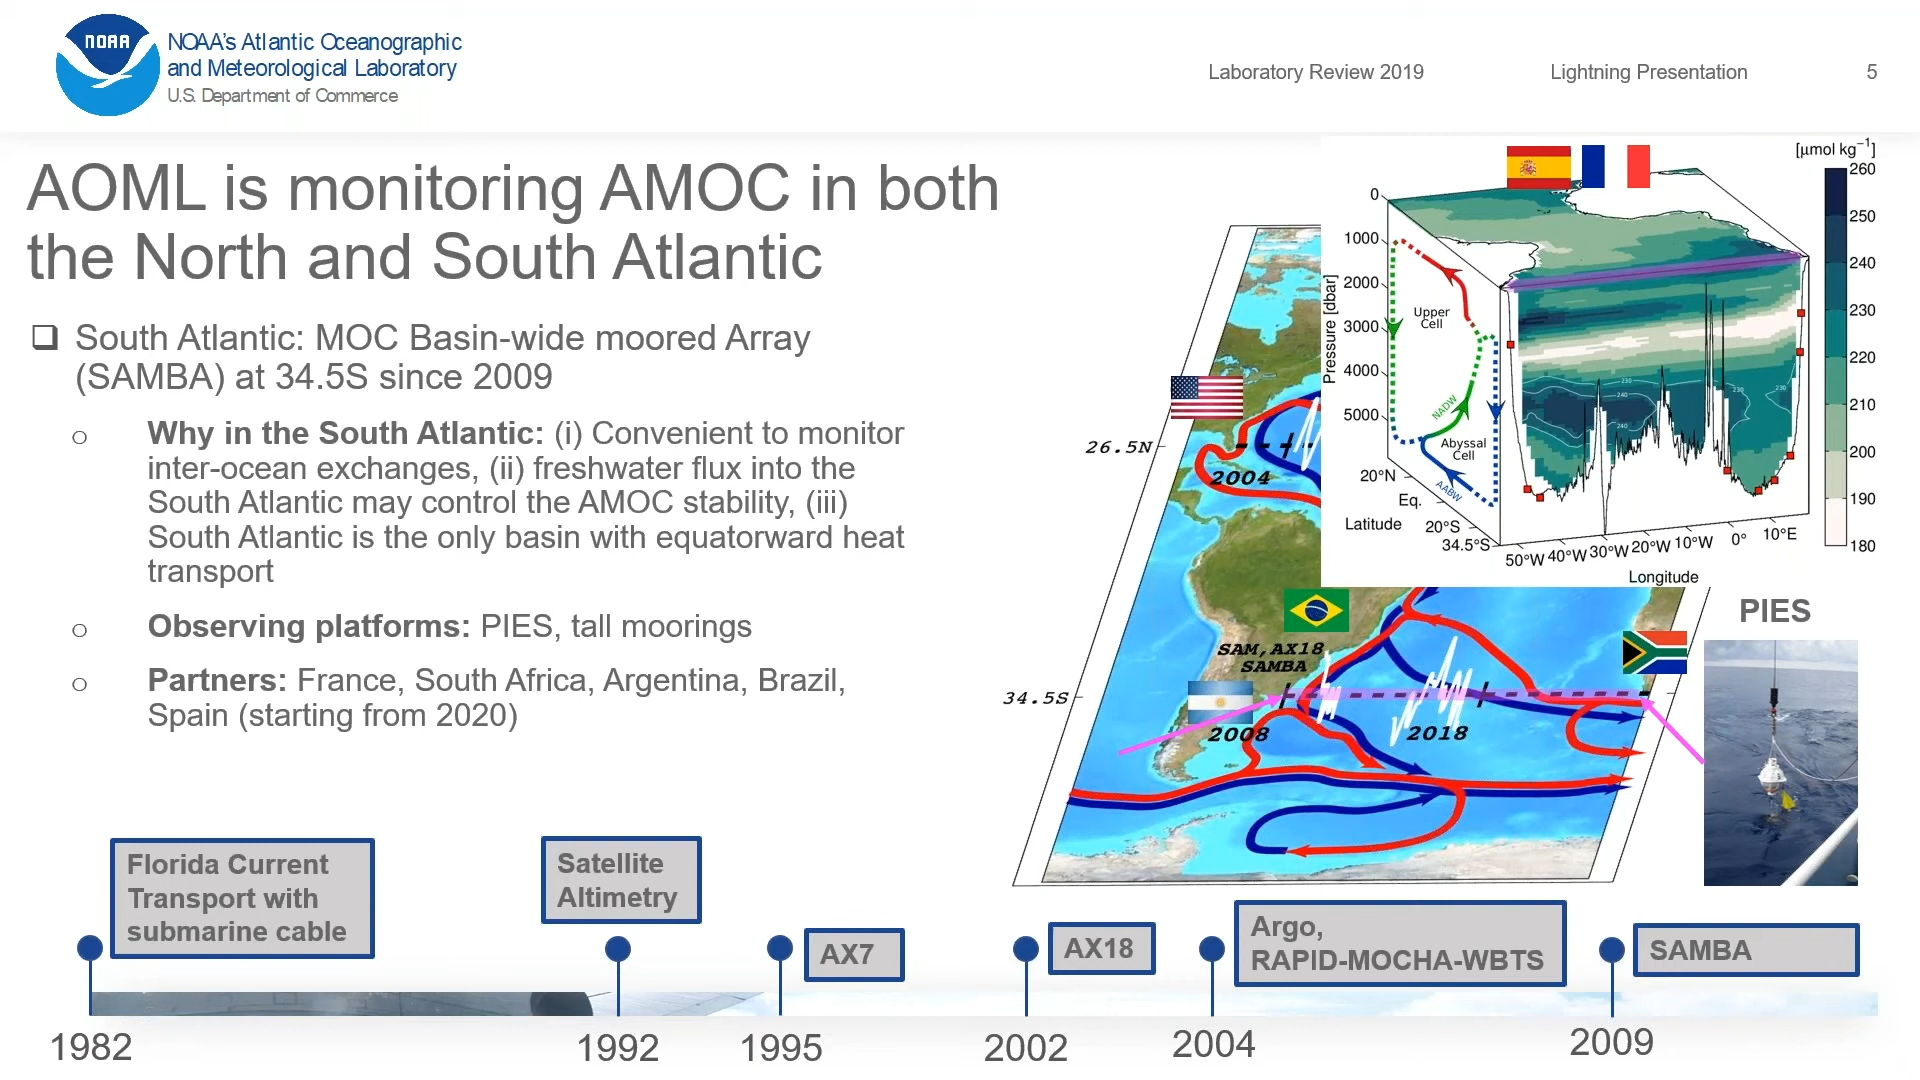 NOAA
NOAA's Atlantic Oceanographic
and Meteorological Laboratory
U.S. Department of Commerce
Laboratory Review 2019
Lightning Presentation
5
AOML is monitoring AMOC in both
the North and South Atlantic
South Atlantic: MOC Basin-wide moored Array
(SAMBA) at 34.5S since 2009
o Why in the South Atlantic: (i) Convenient to monitor
inter-ocean exchanges, (ii) freshwater flux into the
South Atlantic may control the AMOC stability, (iii)
South Atlantic is the only basin with equatorward heat
transport
o Observing platforms: PIES, tall moorings
o Partners: France, South Africa, Argentina, Brazil,
Spain (starting from 2020)
[μmol kg⁻¹]
260
250
240
230
220
210
200
190
180
Pressure [dbar]
0
1000
2000
3000
4000
5000
Upper
Cell
NADW
Abyssal
Cell
AABW
230
240
240
230
230
20°N
Eq.
20°S
34.5°S
Latitude
50°W 40°W 30°W 20°W 10°W 0° 10°E
Longitude
26.5N
2004
SAM,AX18
SAMBA
34.5S
2008
2018
PIES
Florida Current
Transport with
submarine cable
Satellite
Altimetry
AX7
AX18
Argo,
RAPID-MOCHA-WBTS
SAMBA
1982
1992
1995
2002
2004
2009